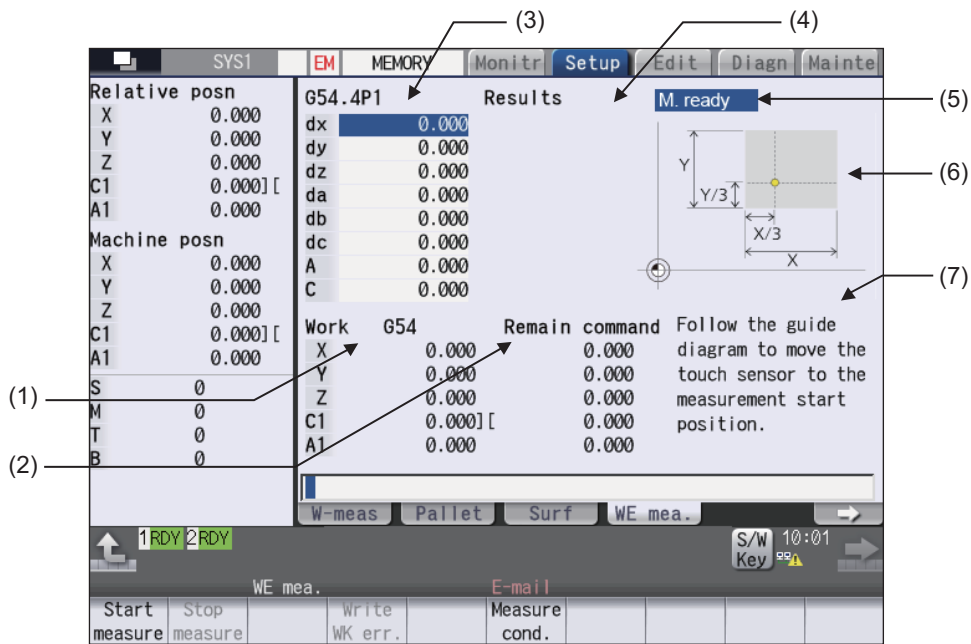 (3) (4)
SYS1 EM MEMORY Monitr Setup Edit Diagn Mainte
Relative posn
X 0.000
Y 0.000
Z 0.000
C1 0.000][
A1 0.000
Machine posn
X 0.000
Y 0.000
Z 0.000
C1 0.000][
A1 0.000
S 0
M 0
T 0
B 0
(1)
(2)
G54.4P1 Results
dx 0.000
dy 0.000
dz 0.000
da 0.000
db 0.000
dc 0.000
A 0.000
C 0.000
M. ready (5)
Y
Y/3
X/3
X
(6)
(7)
Work G54 Remain command
X 0.000 0.000
Y 0.000 0.000
Z 0.000 0.000
C1 0.000][ 0.000
A1 0.000 0.000
Follow the guide
diagram to move the
touch sensor to the
measurement start
position.
W-meas Pallet Surf WE mea.
1 RDY 2 RDY
S/W Key 10:01
WE mea. E-mail
Start measure
Stop measure
Write WK err.
Measure cond.